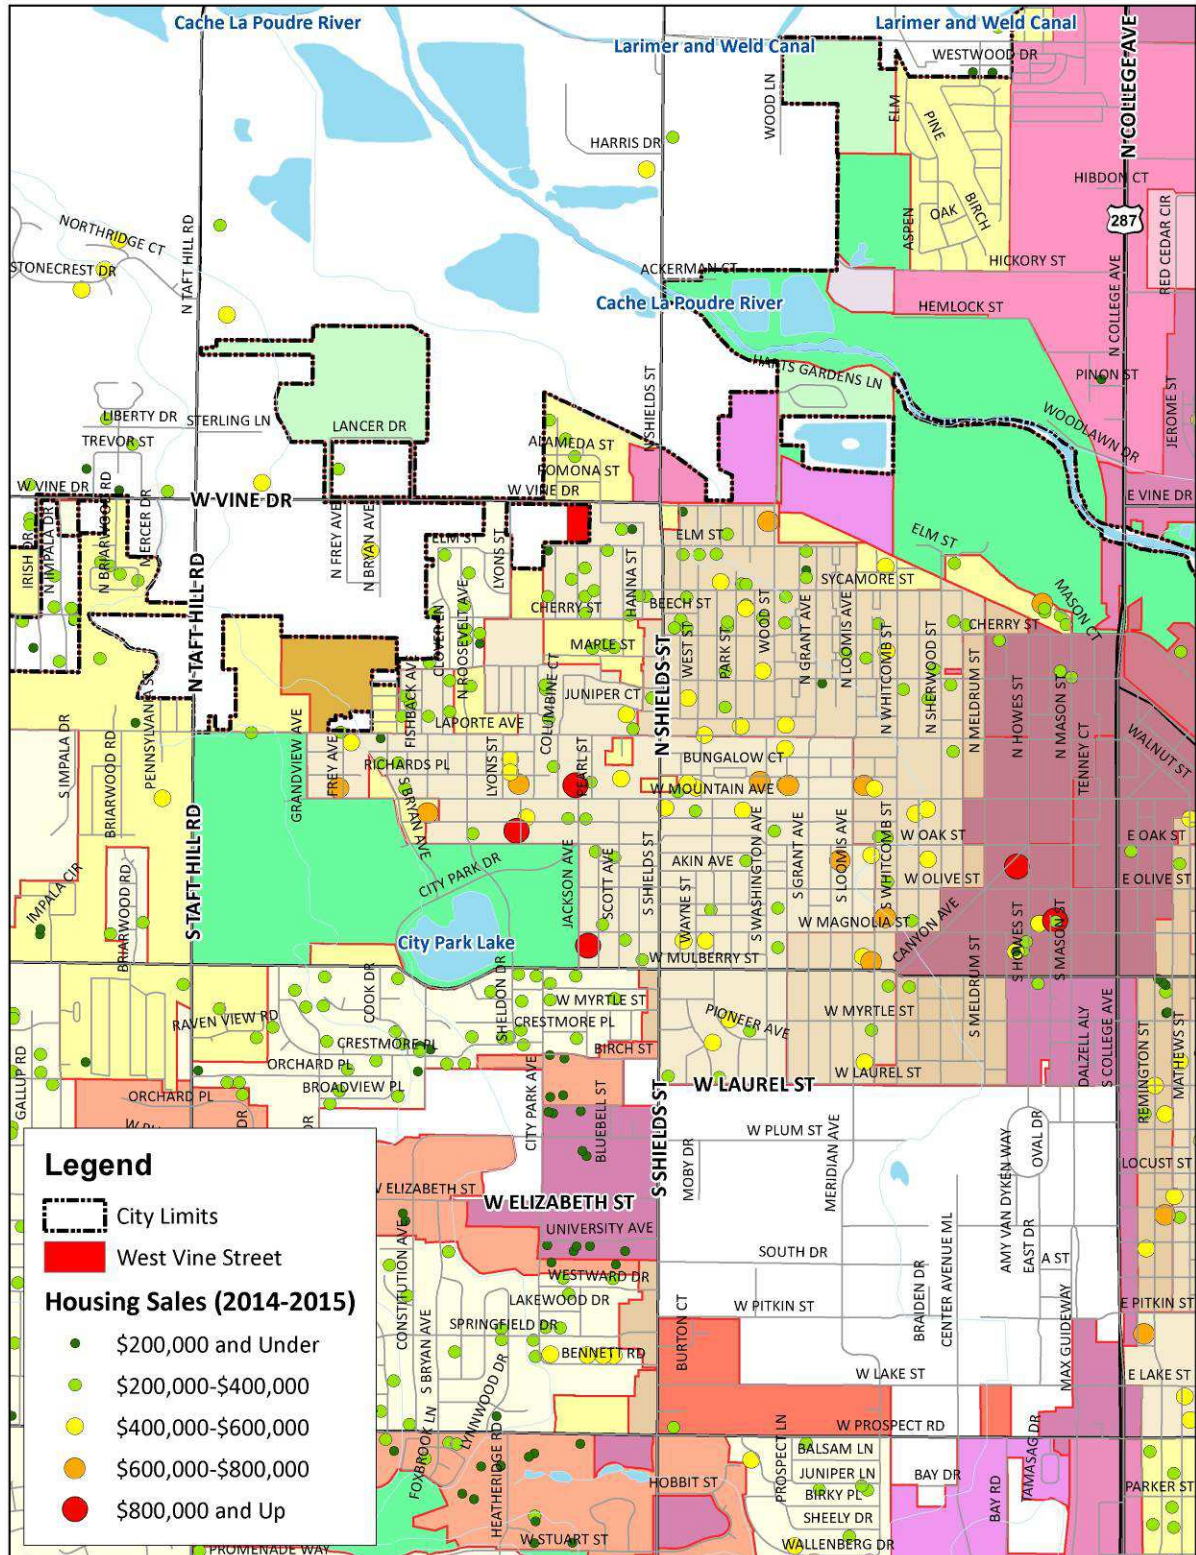 Cache La Poudre River
Larimer and Weld Canal
Larimer and Weld Canal
WESTWOOD DR
N COLLEGE AVE
WOOD LN
ELM
PINE
HARRIS DR
HIBDON CT
OAK
BIRCH
ASPEN
287
RED CEDAR CIR
NORTHRIDGE CT
STONECREST DR
N TAFT HILL RD
HICKORY ST
ACKERMAN CT
Cache La Poudre River
HEMLOCK ST
N COLLEGE AVE
HARTS GARDENS LN
PINON ST
JEROME ST
WOODLAWN DR
LIBERTY DR
STERLING LN
LANCER DR
TREVOR ST
N SHIELDS ST
ALAMEDA ST
POMONA ST
W VINE DR
W VINE DR
W VINE DR
E VINE DR
IRISH DR
N IMPALA DR
N BRIARWOOD RD
MERCER DR
N FREY AVE
N BRYAN AVE
ELM ST
LYONS ST
ELM ST
ELM ST
HANNA ST
SYCAMORE ST
CLOVER LN
N ROOSEVELT AVE
CHERRY ST
BEECH ST
WOOD ST
N GRANT AVE
N LOOMIS AVE
MASON CT
CHERRY ST
N TAFT HILL RD
MAPLE ST
N SHIELDS ST
WEST ST
PARK ST
N WHITCOMB ST
N SHERWOOD ST
N MELDRUM ST
N HOWES ST
N MASON ST
PENNSYLVANIA ST
FISHBACK AVE
COLUMBINE CT
JUNIPER CT
LAPORTE AVE
S IMPALA DR
BRIARWOOD RD
GRANDVIEW AVE
FREY AVE
RICHARDS PL
S BRYAN AVE
LYONS ST
PEARL ST
BUNGALOW CT
W MOUNTAIN AVE
TENNEY CT
WALNUT ST
S TAFT HILL RD
IMPALA CIR
BRIARWOOD RD
CITY PARK DR
JACKSON AVE
SCOTT AVE
S SHIELDS ST
AKIN AVE
WAYNE ST
S WASHINGTON AVE
S GRANT AVE
S LOOMIS AVE
S WHITCOMB ST
W OAK ST
E OAK ST
W OLIVE ST
E OLIVE ST
W MAGNOLIA ST
CANYON AVE
S HOWES ST
S MASON ST
City Park Lake
W MULBERRY ST
COOK DR
SHELDON DR
W MYRTLE ST
W MYRTLE ST
S MELDRUM ST
RAVEN VIEW RD
CRESTMORE PL
CRESTMORE PL
PIONEER AVE
BIRCH ST
GALLUP RD
ORCHARD PL
BROADVIEW PL
ORCHARD PL
CITY PARK AVE
BLUEBELL ST
S SHIELDS ST
W LAUREL ST
W LAUREL ST
DALZELL ALY
S COLLEGE AVE
REMINGTON ST
MATHEWS ST
W PLUM ST
MOBY DR
MERIDIAN AVE
AMY VAN DYKEN WAY
OVAL DR
LOCUST ST
W ELIZABETH ST
W ELIZABETH ST
UNIVERSITY AVE
SOUTH DR
EAST DR
A ST
CONSTITUTION AVE
WESTWARD DR
LAKEWOOD DR
SPRINGFIELD DR
BENNETT RD
BURTON CT
W PITKIN ST
BRAIDEN DR
CENTER AVENUE ML
E PITKIN ST
MAX GUIDEWAY
S BRYAN AVE
LYNNWOOD DR
W LAKE ST
E LAKE ST
FOXBROOK LN
HEATHERIDGE RD
W PROSPECT RD
PROSPECT LN
BALSAM LN
JUNIPER LN
BIRKY PL
SHEELY DR
WALLENBERG DR
HOBBIT ST
BAY DR
BAY RD
TAMASAG DR
PARKER ST
W STUART ST
PROMENADE WAY
Legend
City Limits
West Vine Street
Housing Sales (2014-2015)
$200,000 and Under
$200,000-$400,000
$400,000-$600,000
$600,000-$800,000
$800,000 and Up